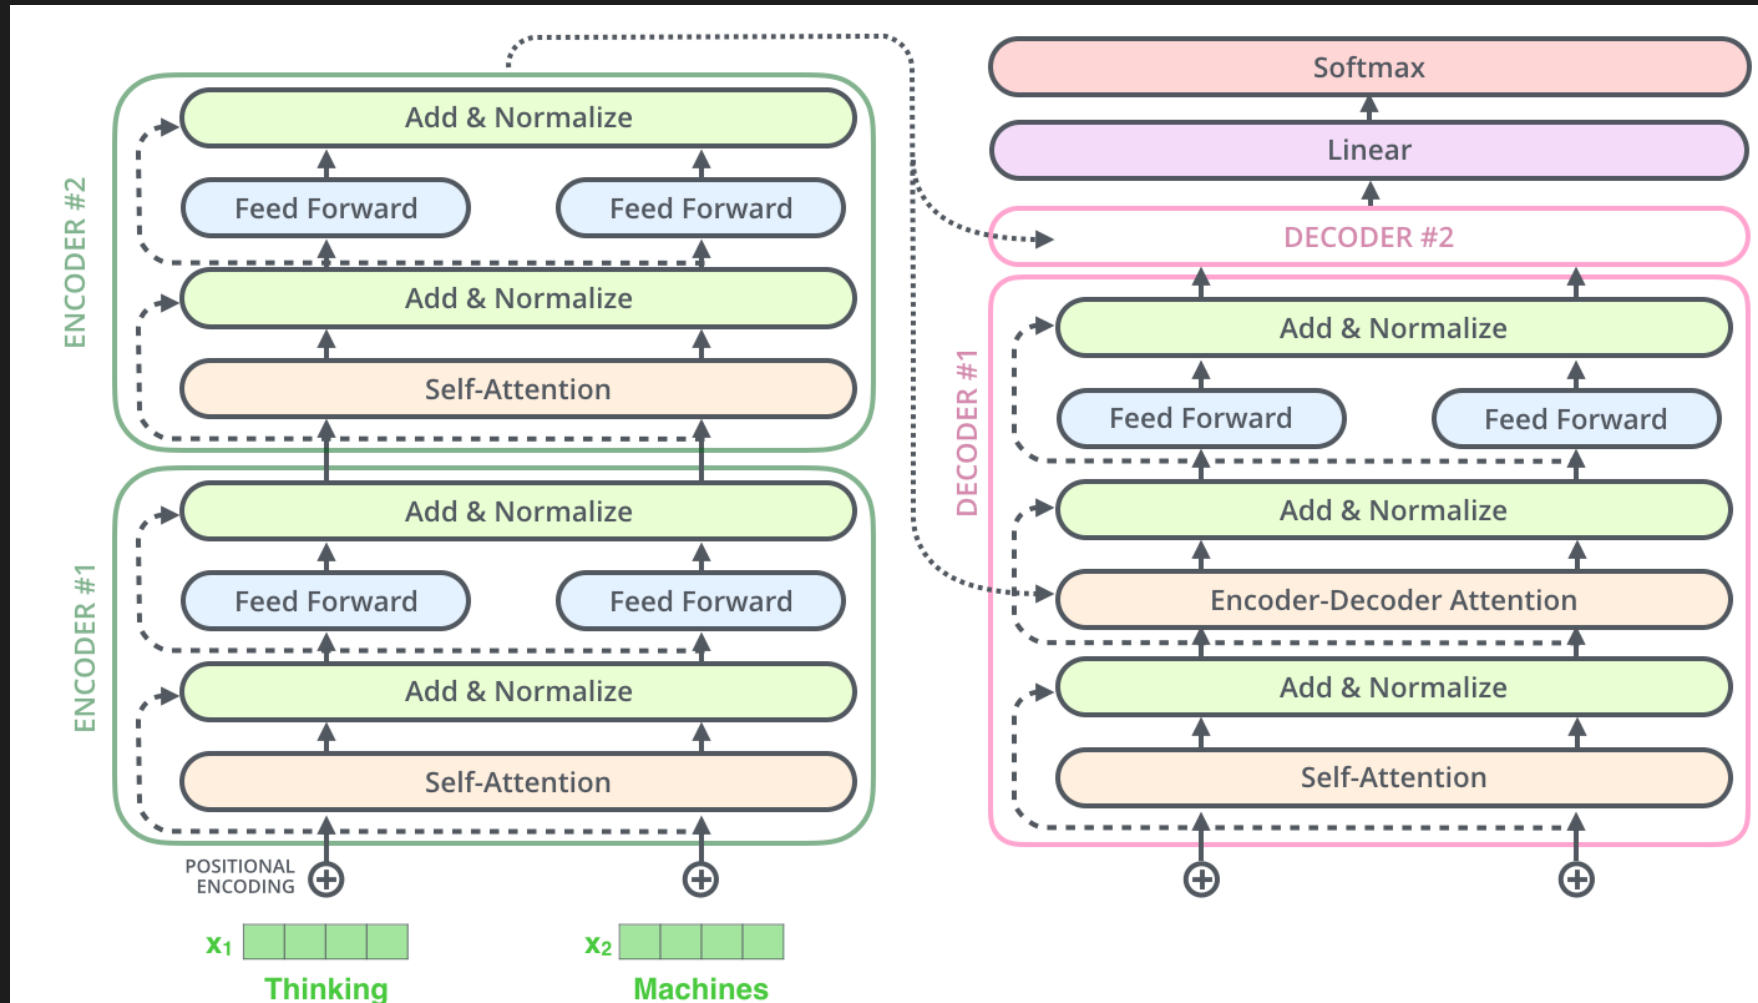 ENCODER #2
Add & Normalize
Feed Forward
Feed Forward
Add & Normalize
Self-Attention
ENCODER #1
Add & Normalize
Feed Forward
Feed Forward
Add & Normalize
Self-Attention
POSITIONAL
ENCODING
x1
x2
Thinking
Machines
Softmax
Linear
DECODER #2
DECODER #1
Add & Normalize
Feed Forward
Feed Forward
Add & Normalize
Encoder-Decoder Attention
Add & Normalize
Self-Attention